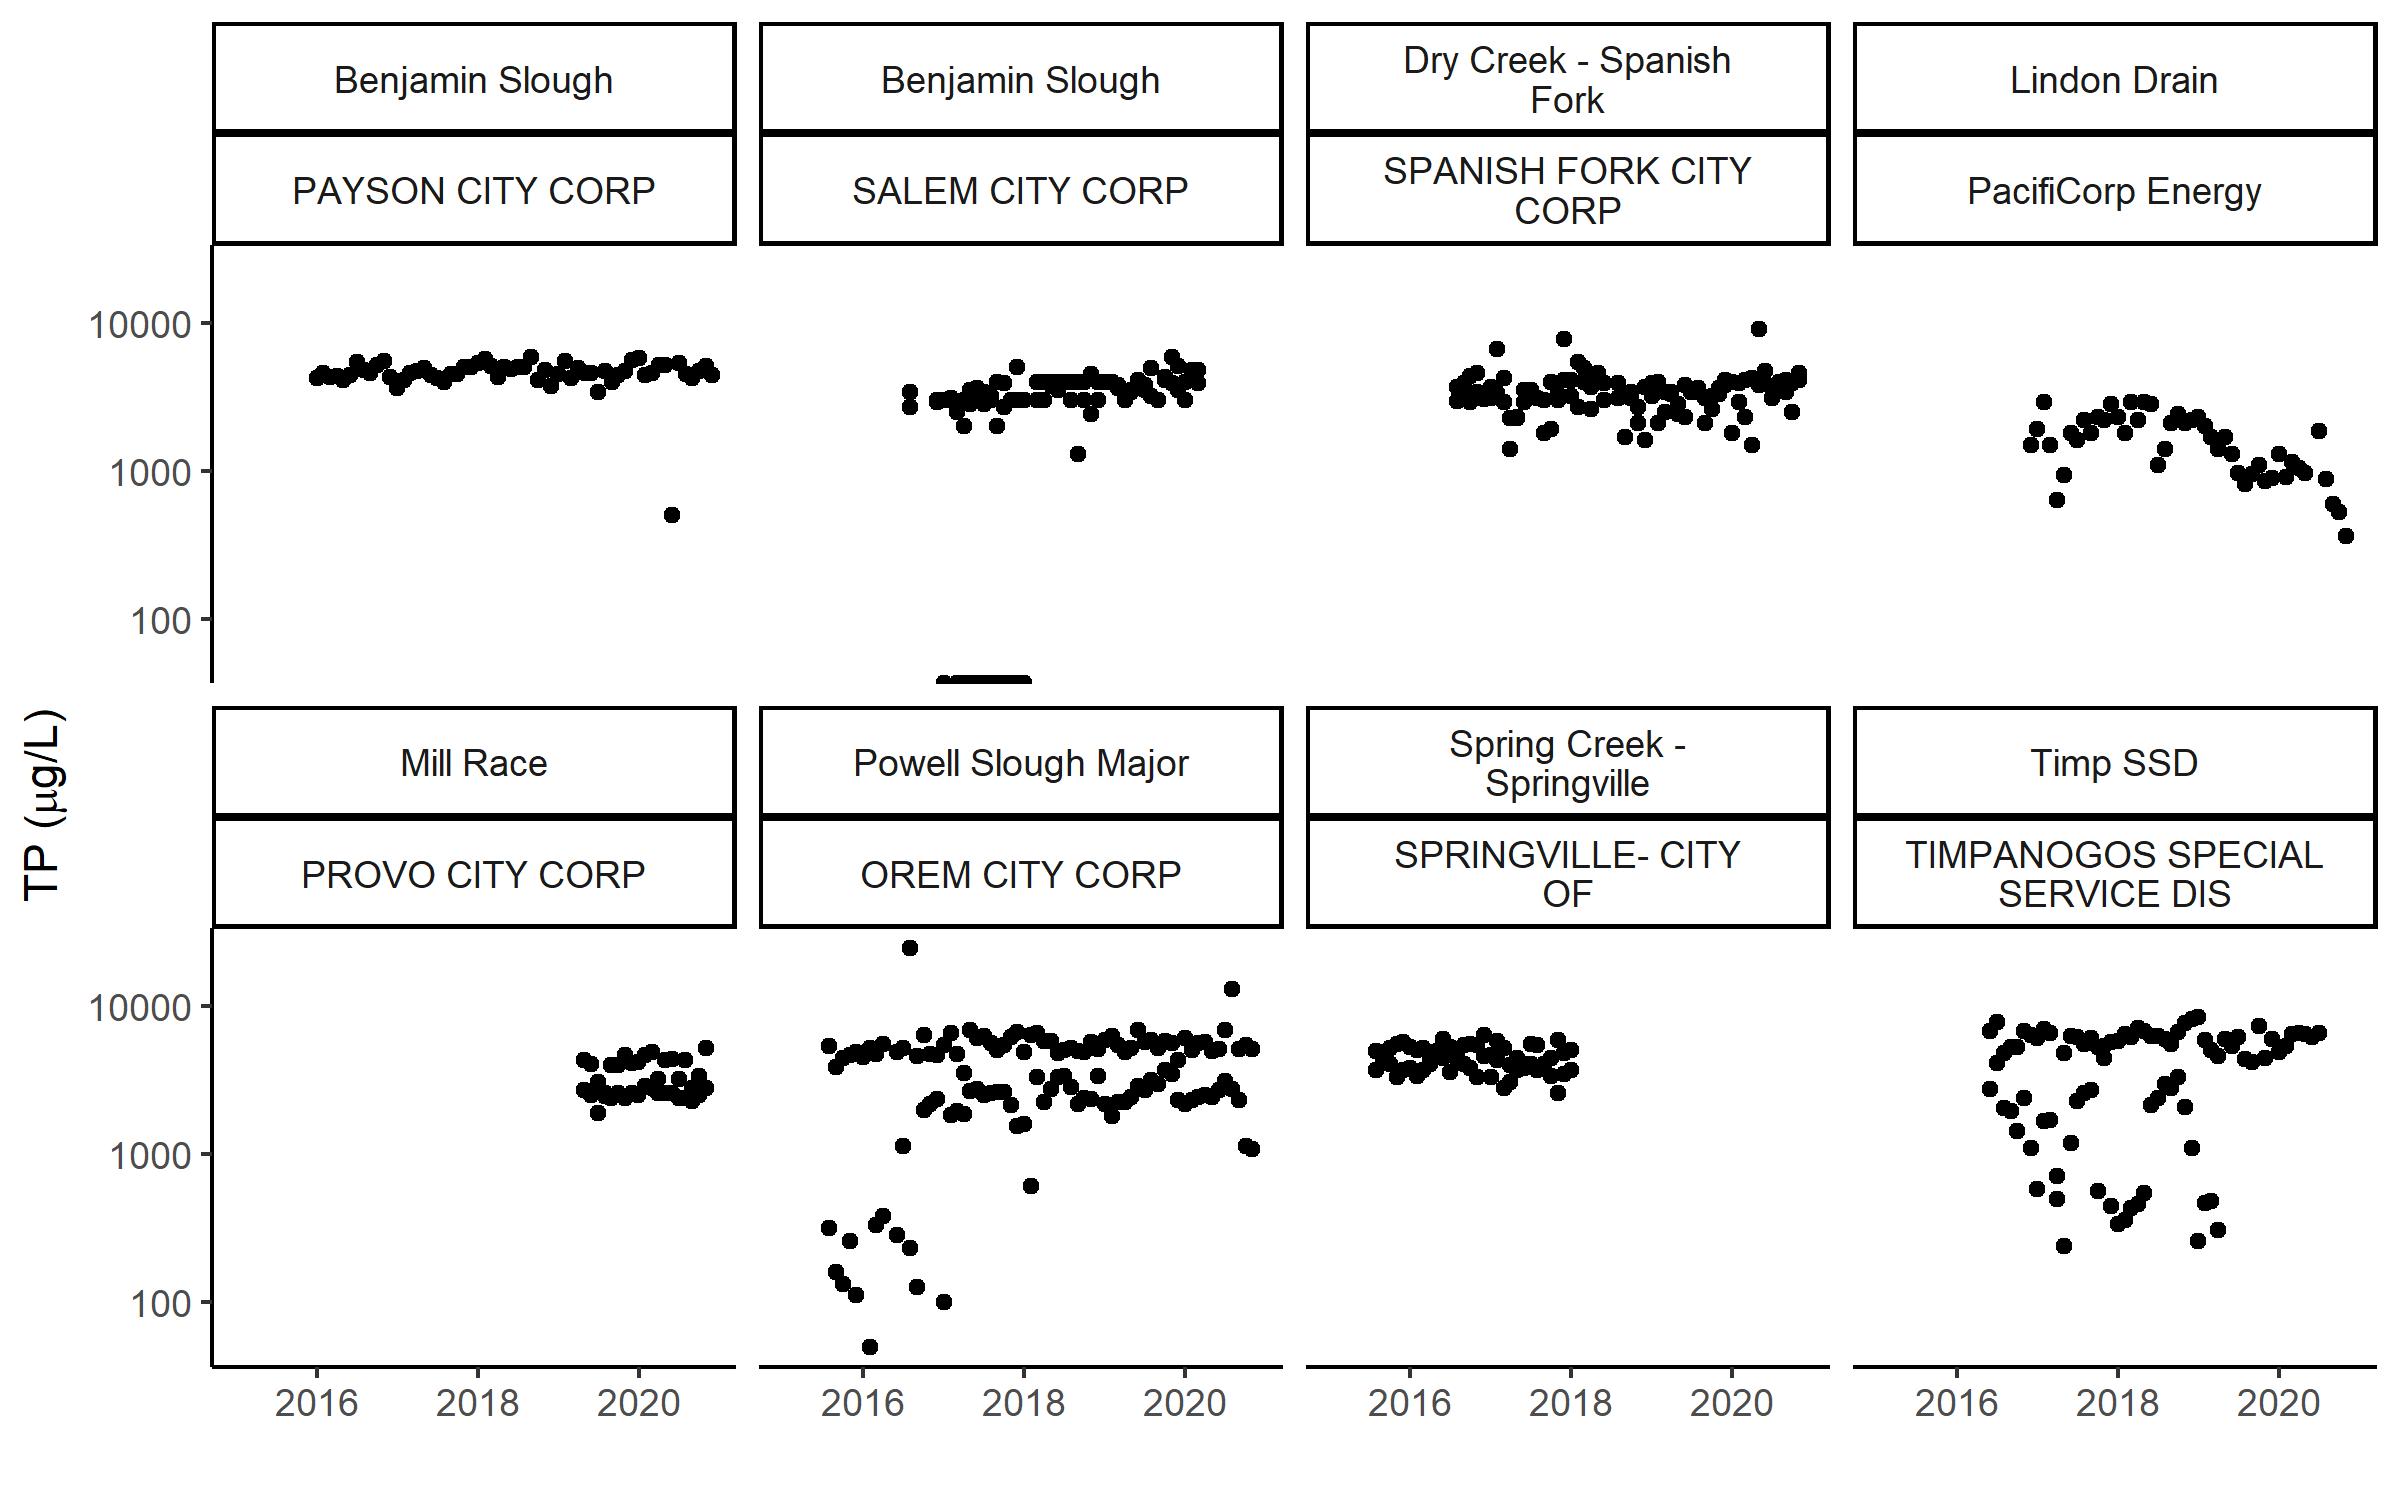 Benjamin Slough
Benjamin Slough
Dry Creek - Spanish
Fork
Lindon Drain
PAYSON CITY CORP
SALEM CITY CORP
SPANISH FORK CITY
CORP
PacifiCorp Energy
10000
1000
100
TP (µg/L)
Mill Race
Powell Slough Major
Spring Creek -
Springville
Timp SSD
PROVO CITY CORP
OREM CITY CORP
SPRINGVILLE- CITY
OF
TIMPANOGOS SPECIAL
SERVICE DIS
10000
1000
100
2016 2018 2020
2016 2018 2020
2016 2018 2020
2016 2018 2020